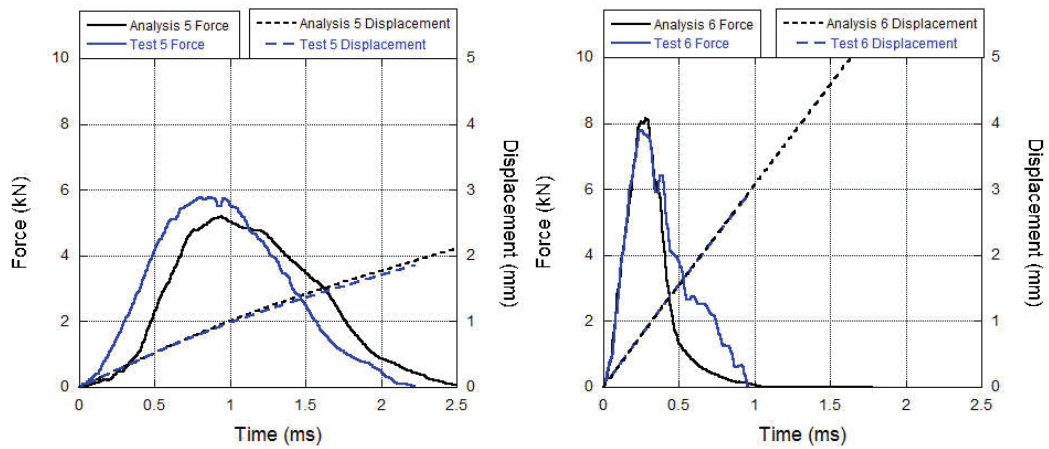 Analysis 5 Force
Test 5 Force
Analysis 5 Displacement
Test 5 Displacement
10
8
6
4
2
0
5
4
3
2
1
0
0
0.5
1
1.5
2
2.5
Force (kN)
Displacement (mm)
Time (ms)
Analysis 6 Force
Test 6 Force
Analysis 6 Displacement
Test 6 Displacement
10
8
6
4
2
0
5
4
3
2
1
0
0
0.5
1
1.5
2
2.5
Force (kN)
Displacement (mm)
Time (ms)